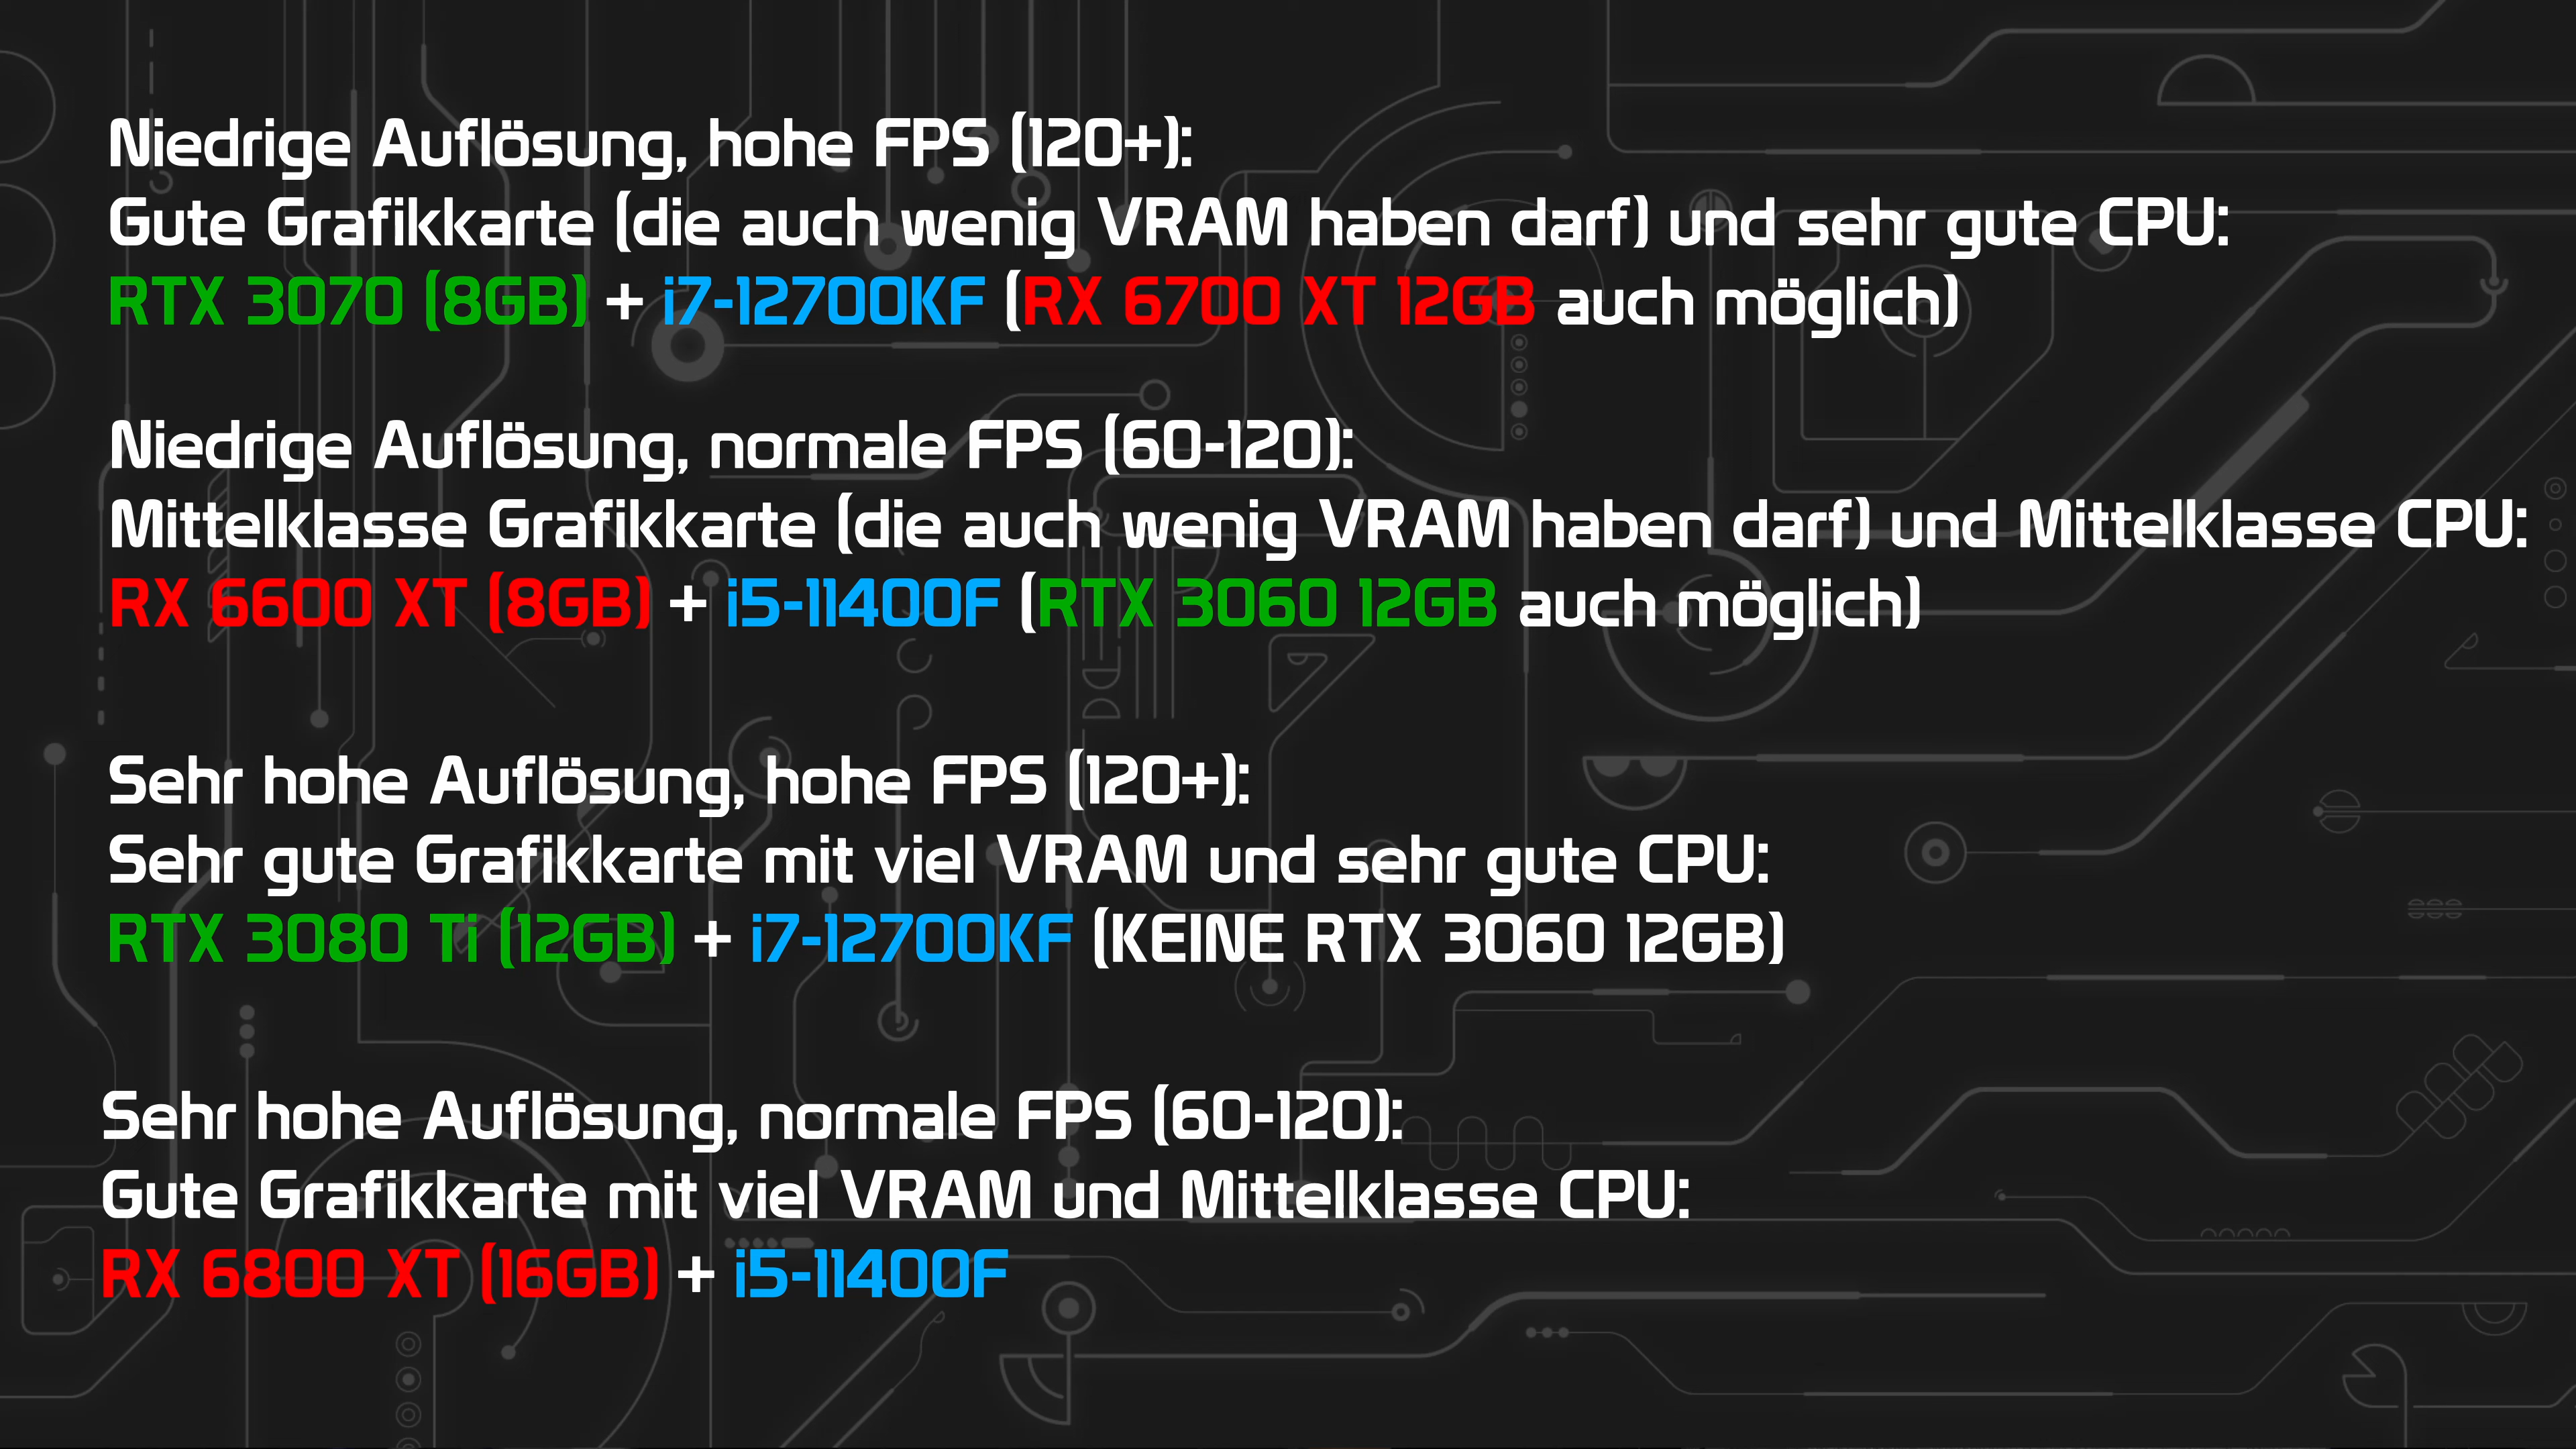 Niedrige Auflösung, hohe FPS (120+):
Gute Grafikkarte (die auch wenig VRAM haben darf) und sehr gute CPU:
RTX 3070 (8GB) + i7-12700KF (RX 6700 XT 12GB auch möglich)
Niedrige Auflösung, normale FPS (60-120):
Mittelklasse Grafikkarte (die auch wenig VRAM haben darf) und Mittelklasse CPU:
RX 6600 XT (8GB) + i5-11400F (RTX 3060 12GB auch möglich)
Sehr hohe Auflösung, hohe FPS (120+):
Sehr gute Grafikkarte mit viel VRAM und sehr gute CPU:
RTX 3080 Ti (12GB) + i7-12700KF (KEINE RTX 3060 12GB)
Sehr hohe Auflösung, normale FPS (60-120):
Gute Grafikkarte mit viel VRAM und Mittelklasse CPU:
RX 6800 XT (16GB) + i5-11400F